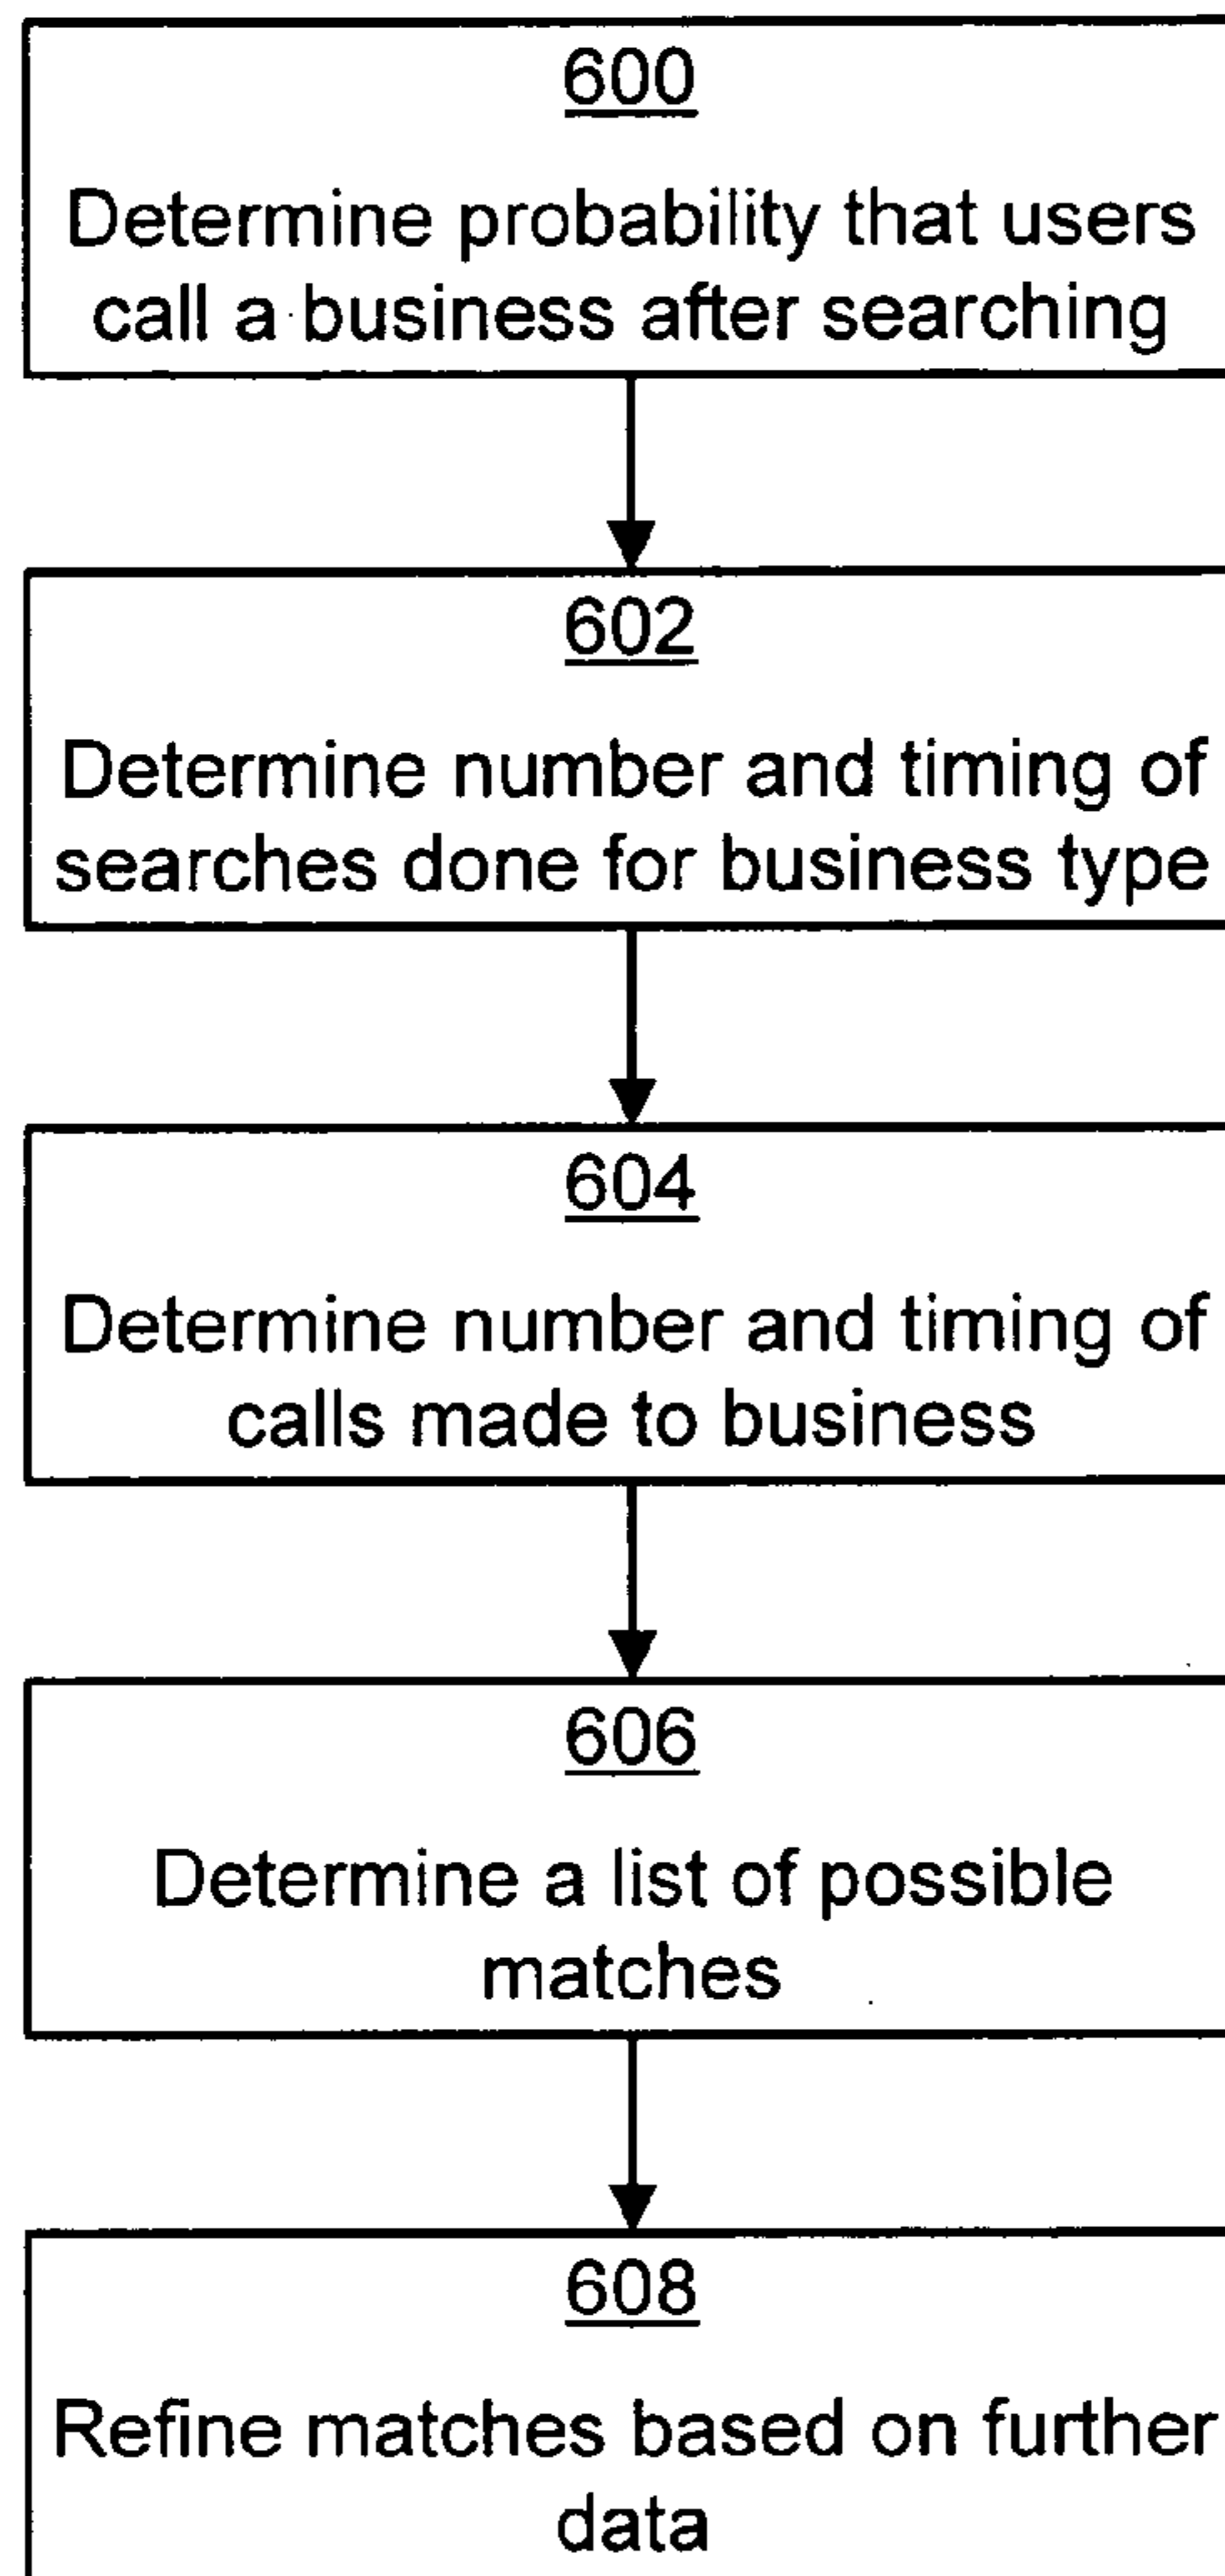 600
Determine probability that users
call a business after searching
602
Determine number and timing of
searches done for business type
604
Determine number and timing of
calls made to business
606
Determine a list of possible
matches
608
Refine matches based on further
data